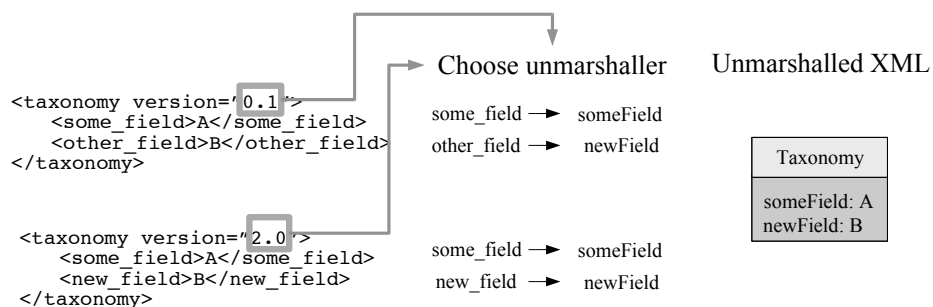 Choose unmarshaller
Unmarshalled XML
<taxonomy version="0.1">
<some_field>A</some_field>
<other_field>B</other_field>
</taxonomy>
some_field → someField
other_field → newField
Taxonomy
someField: A
newField: B
<taxonomy version="2.0">
<some_field>A</some_field>
<new_field>B</new_field>
</taxonomy>
some_field → someField
new_field → newField